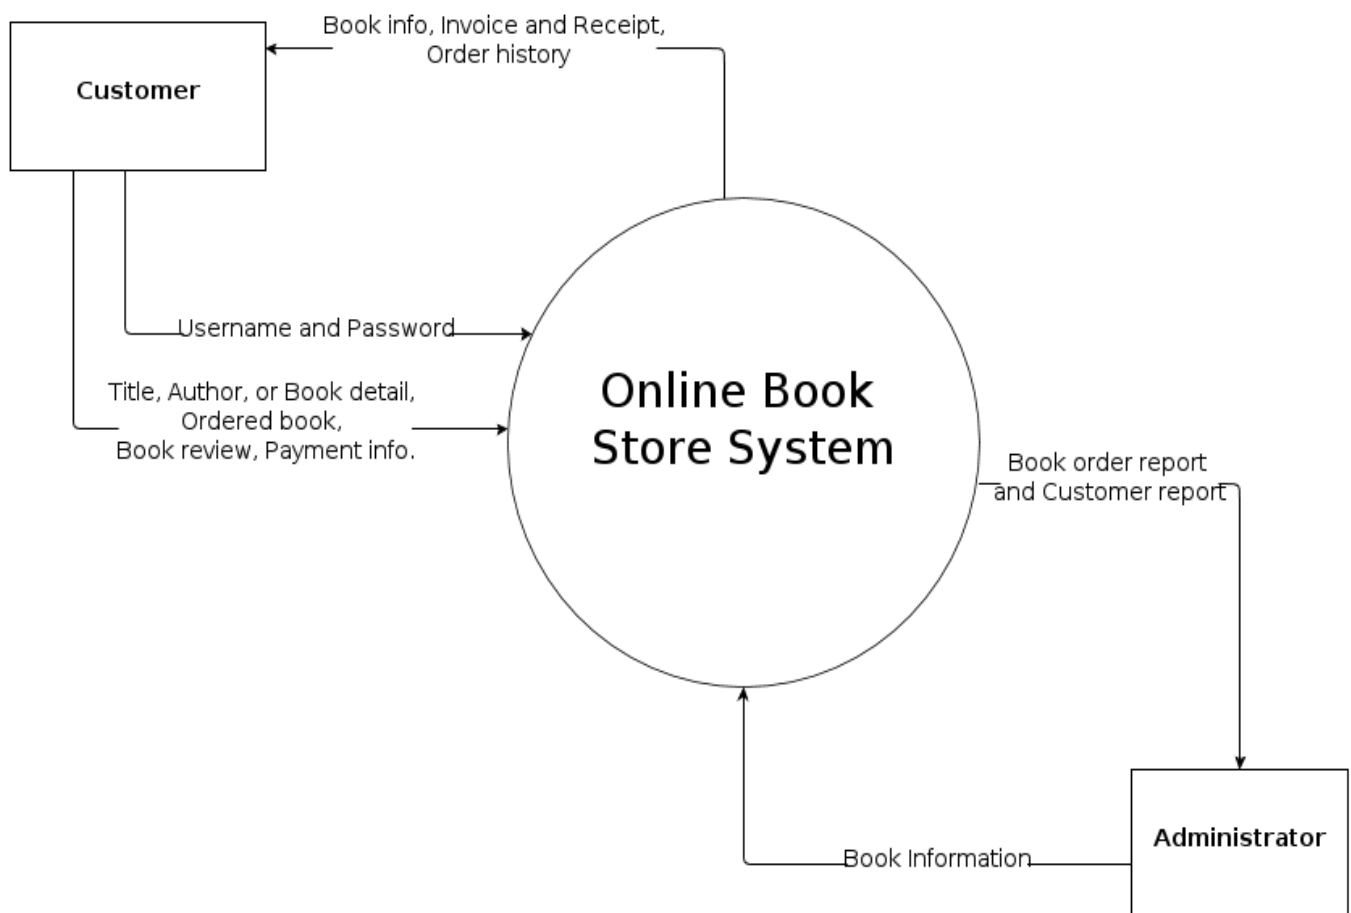 Book info, Invoice and Receipt,
Order history
Customer
Username and Password
Title, Author, or Book detail,
Ordered book,
Book review, Payment info.
Online Book
Store System
Book order report
and Customer report
Administrator
Book Information